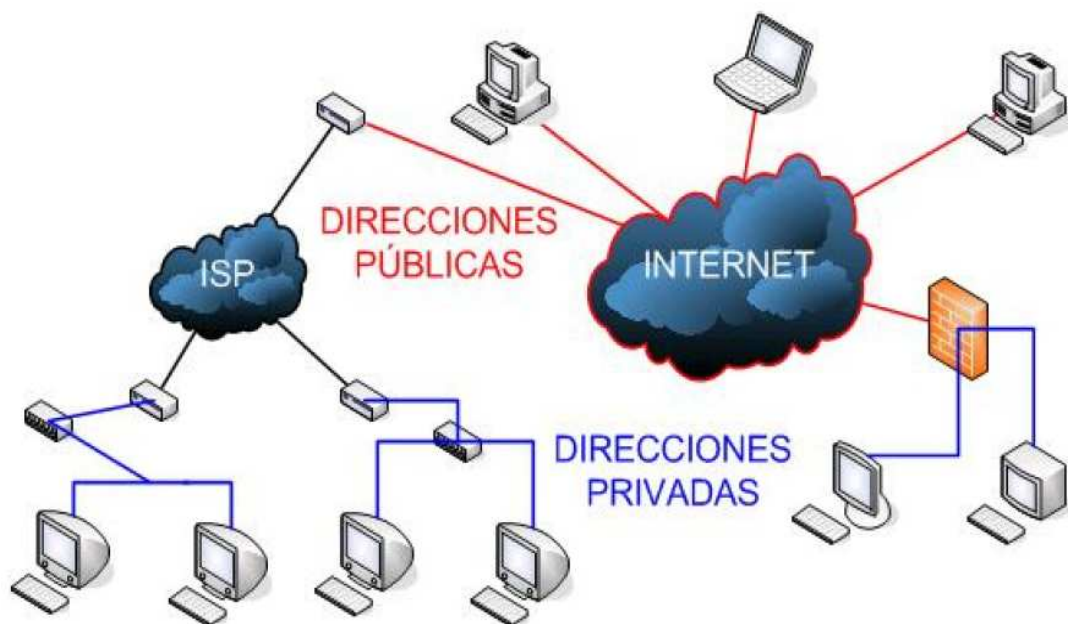 DIRECCIONES
PÚBLICAS
ISP
INTERNET
DIRECCIONES
PRIVADAS